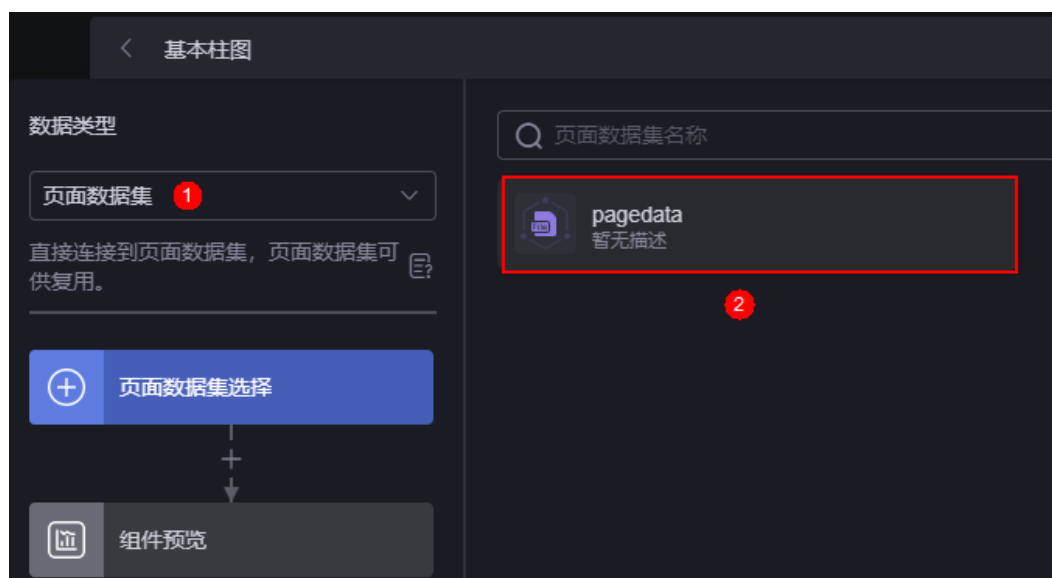 基本柱图
数据类型
页面数据集 1
直接连接到页面数据集，页面数据集可
供复用。
页面数据集选择
组件预览
页面数据集名称
File
pagedata
暂无描述
2